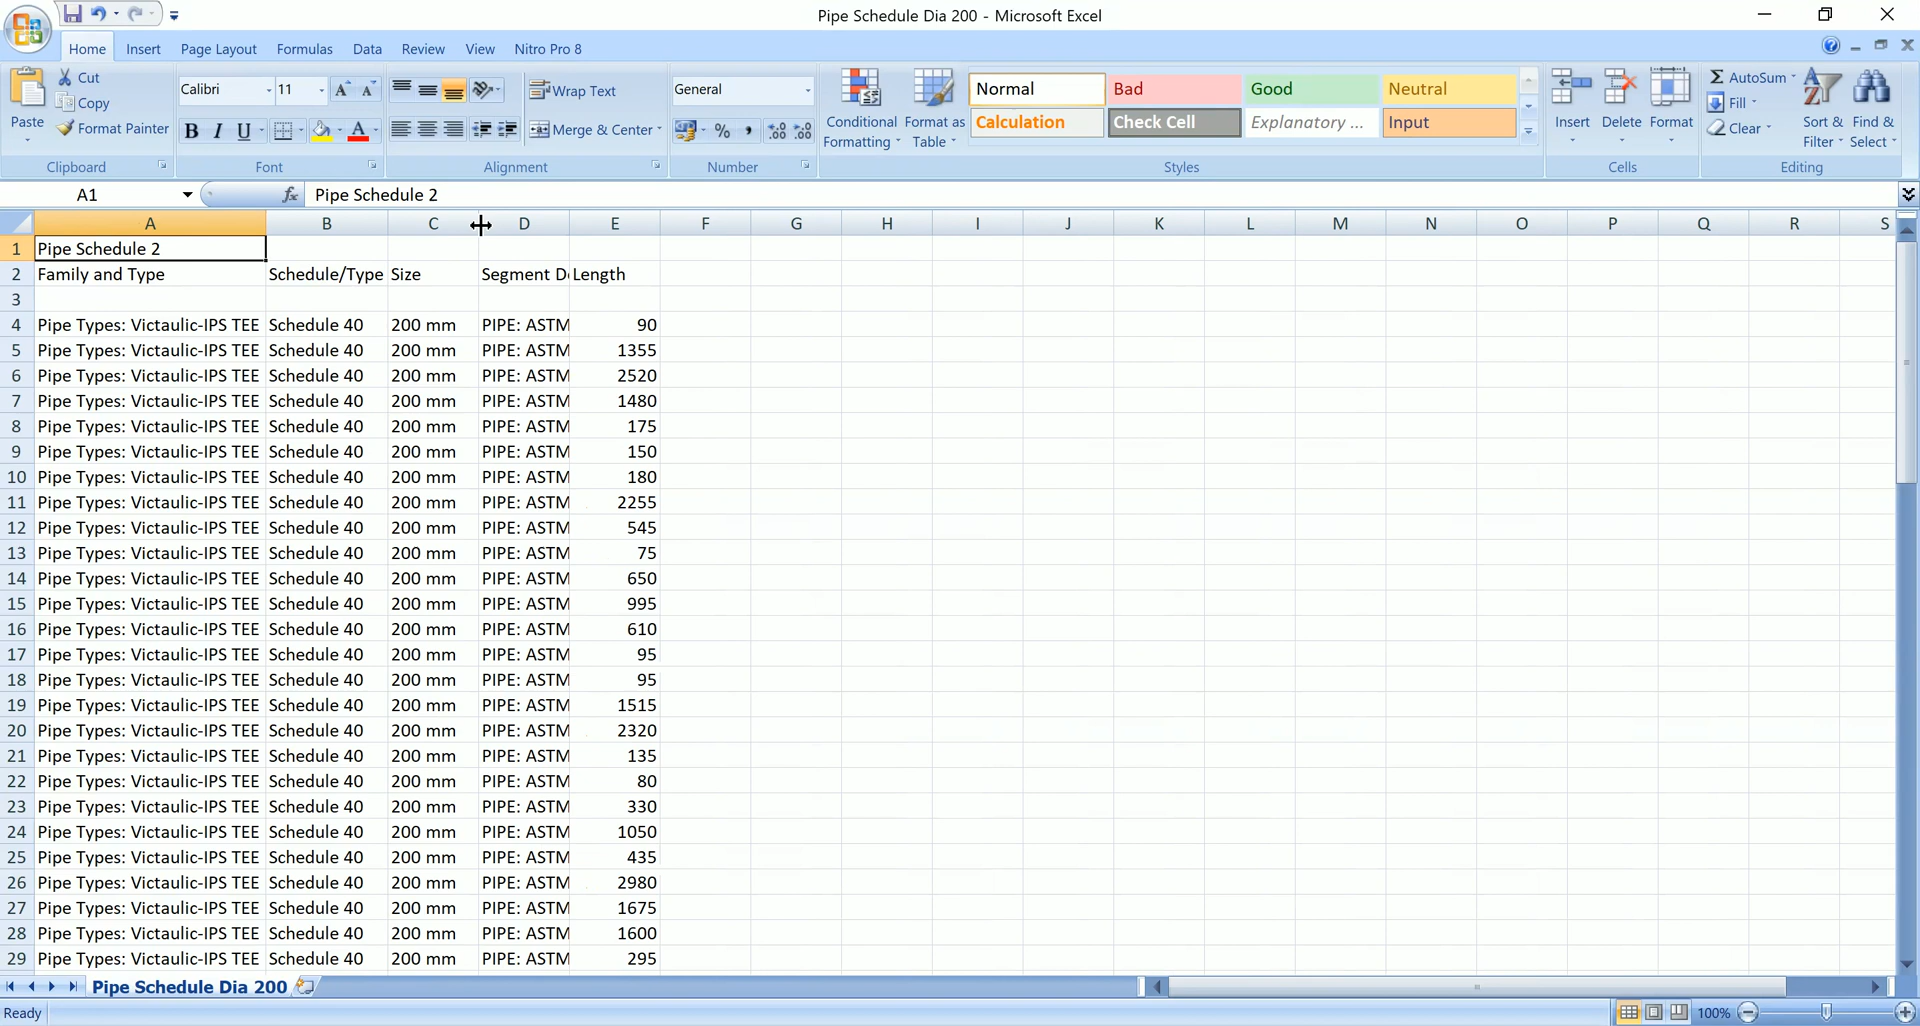 Pipe Schedule Dia 200 - Microsoft Excel
Home Insert Page Layout Formulas Data Review View Nitro Pro 8
Paste Cut Copy Format Painter Clipboard
Calibri 11 B I U A Font
Wrap Text Merge & Center Alignment
General % , Number
Conditional Formatting Format as Table
Normal Bad Good Neutral
Calculation Check Cell Explanatory ... Input
Styles
Insert Delete Format Cells
Σ AutoSum Fill Clear Sort & Filter Find & Select Editing
A1 fx Pipe Schedule 2
A B C D E F G H I J K L M N O P Q R S
1 Pipe Schedule 2
2 Family and Type Schedule/Type Size Segment De Length
3
4 Pipe Types: Victaulic-IPS TEE Schedule 40 200 mm PIPE: ASTM 90
5 Pipe Types: Victaulic-IPS TEE Schedule 40 200 mm PIPE: ASTM 1355
6 Pipe Types: Victaulic-IPS TEE Schedule 40 200 mm PIPE: ASTM 2520
7 Pipe Types: Victaulic-IPS TEE Schedule 40 200 mm PIPE: ASTM 1480
8 Pipe Types: Victaulic-IPS TEE Schedule 40 200 mm PIPE: ASTM 175
9 Pipe Types: Victaulic-IPS TEE Schedule 40 200 mm PIPE: ASTM 150
10 Pipe Types: Victaulic-IPS TEE Schedule 40 200 mm PIPE: ASTM 180
11 Pipe Types: Victaulic-IPS TEE Schedule 40 200 mm PIPE: ASTM 2255
12 Pipe Types: Victaulic-IPS TEE Schedule 40 200 mm PIPE: ASTM 545
13 Pipe Types: Victaulic-IPS TEE Schedule 40 200 mm PIPE: ASTM 75
14 Pipe Types: Victaulic-IPS TEE Schedule 40 200 mm PIPE: ASTM 650
15 Pipe Types: Victaulic-IPS TEE Schedule 40 200 mm PIPE: ASTM 995
16 Pipe Types: Victaulic-IPS TEE Schedule 40 200 mm PIPE: ASTM 610
17 Pipe Types: Victaulic-IPS TEE Schedule 40 200 mm PIPE: ASTM 95
18 Pipe Types: Victaulic-IPS TEE Schedule 40 200 mm PIPE: ASTM 95
19 Pipe Types: Victaulic-IPS TEE Schedule 40 200 mm PIPE: ASTM 1515
20 Pipe Types: Victaulic-IPS TEE Schedule 40 200 mm PIPE: ASTM 2320
21 Pipe Types: Victaulic-IPS TEE Schedule 40 200 mm PIPE: ASTM 135
22 Pipe Types: Victaulic-IPS TEE Schedule 40 200 mm PIPE: ASTM 80
23 Pipe Types: Victaulic-IPS TEE Schedule 40 200 mm PIPE: ASTM 330
24 Pipe Types: Victaulic-IPS TEE Schedule 40 200 mm PIPE: ASTM 1050
25 Pipe Types: Victaulic-IPS TEE Schedule 40 200 mm PIPE: ASTM 435
26 Pipe Types: Victaulic-IPS TEE Schedule 40 200 mm PIPE: ASTM 2980
27 Pipe Types: Victaulic-IPS TEE Schedule 40 200 mm PIPE: ASTM 1675
28 Pipe Types: Victaulic-IPS TEE Schedule 40 200 mm PIPE: ASTM 1600
29 Pipe Types: Victaulic-IPS TEE Schedule 40 200 mm PIPE: ASTM 295
Pipe Schedule Dia 200
Ready 100%